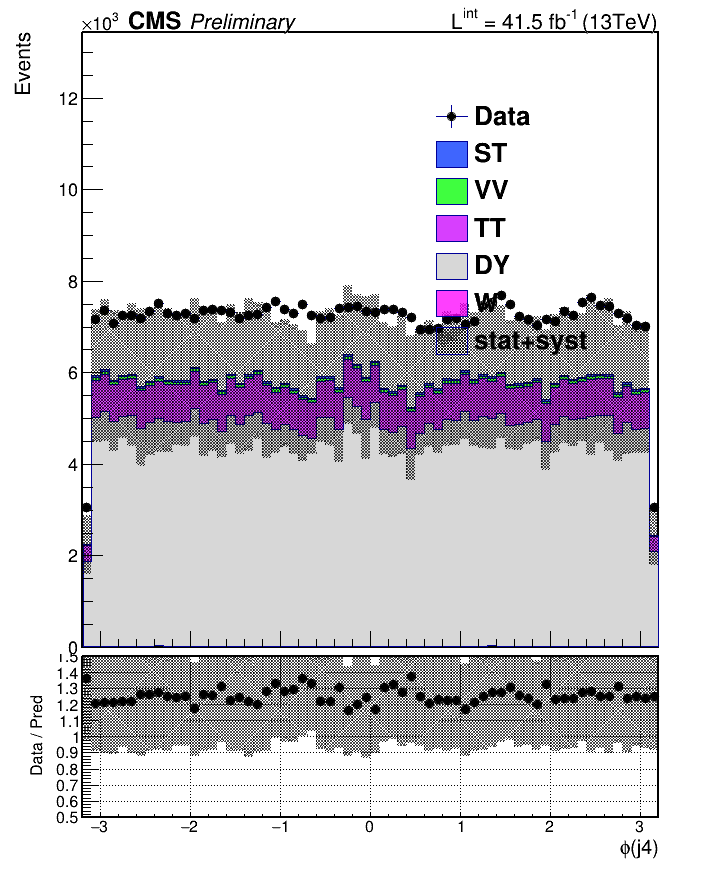 ×10³ CMS Preliminary L^int = 41.5 fb⁻¹ (13TeV)
Events
12
10
8
6
4
2
0
Data
ST
VV
TT
DY
W
stat+syst
Data / Pred
1.5
1.4
1.3
1.2
1.1
1
0.9
0.8
0.7
0.6
0.5
−3 −2 −1 0 1 2 3
ϕ(j4)